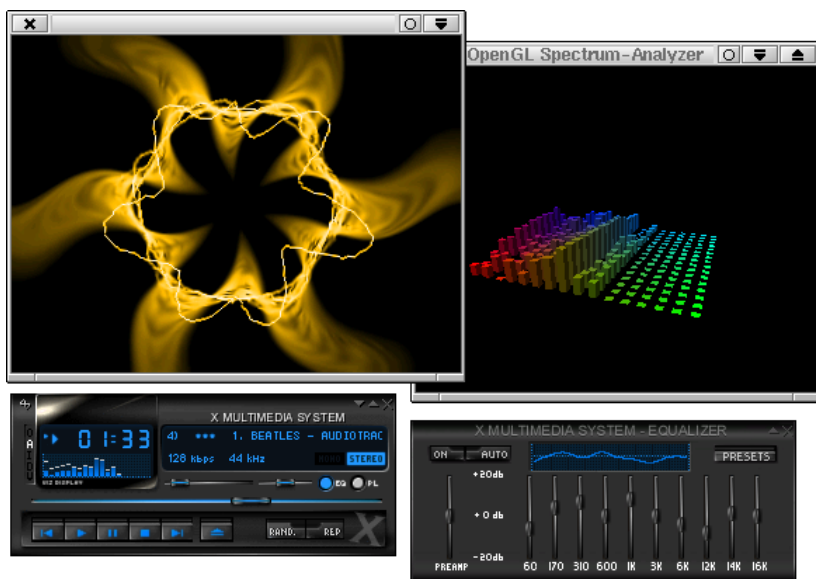 OpenGL Spectrum-Analyzer
X MULTIMEDIA SYSTEM
O A I D V
01:33
4) *** 1. BEATLES - AUDIOTRAC
128 kbps 44 kHz STEREO
VIZ DISPLAY
EQ PL
RAND. REP
X
X MULTIMEDIA SYSTEM - EQUALIZER
ON AUTO PRESETS
+20db
+0 db
-20db
PREAMP 60 170 310 600 1K 3K 6K 12K 14K 16K